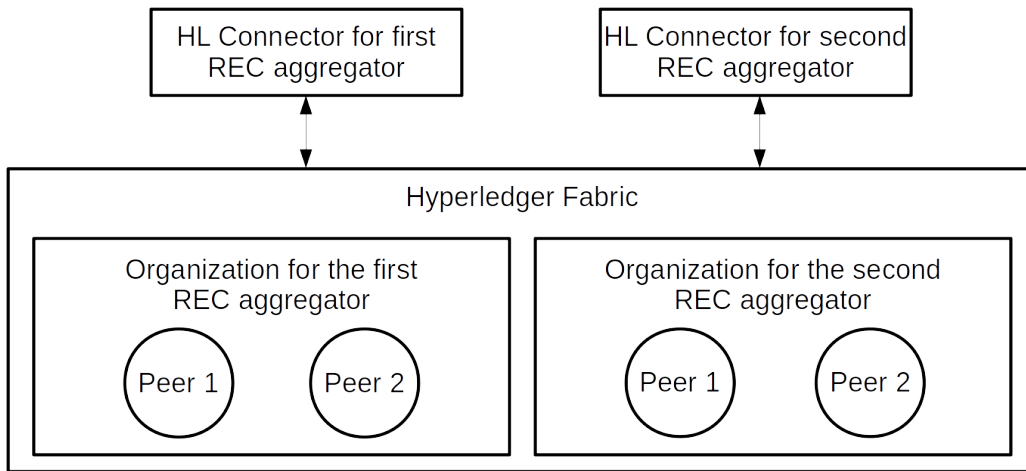 HL Connector for first
REC aggregator
HL Connector for second
REC aggregator
Hyperledger Fabric
Organization for the first
REC aggregator
Peer 1
Peer 2
Organization for the second
REC aggregator
Peer 1
Peer 2